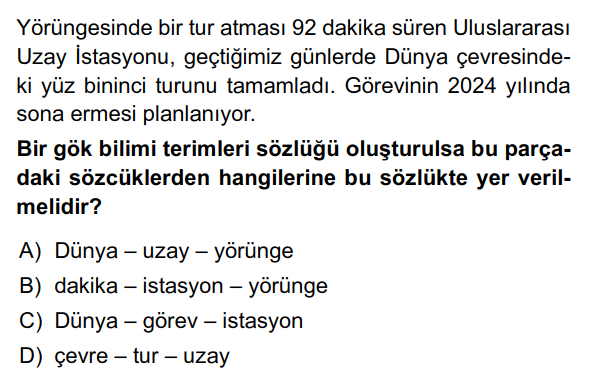 Yörüngesinde bir tur atması 92 dakika süren Uluslararası
Uzay İstasyonu, geçtiğimiz günlerde Dünya çevresinde-
ki yüz bininci turunu tamamladı. Görevinin 2024 yılında
sona ermesi planlanıyor.
Bir gök bilimi terimleri sözlüğü oluşturulsa bu parça-
daki sözcüklerden hangilerine bu sözlükte yer veril-
melidir?
A) Dünya – uzay – yörünge
B) dakika – istasyon – yörünge
C) Dünya – görev – istasyon
D) çevre – tur – uzay